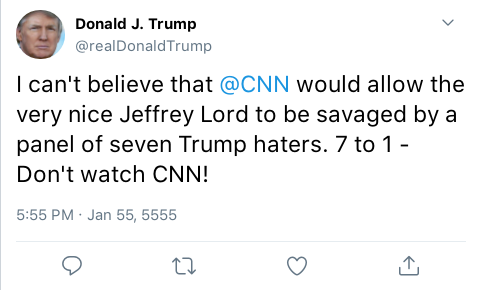 Donald J. Trump
@realDonaldTrump
I can't believe that @CNN would allow the
very nice Jeffrey Lord to be savaged by a
panel of seven Trump haters. 7 to 1 -
Don't watch CNN!
5:55 PM · Jan 55, 5555